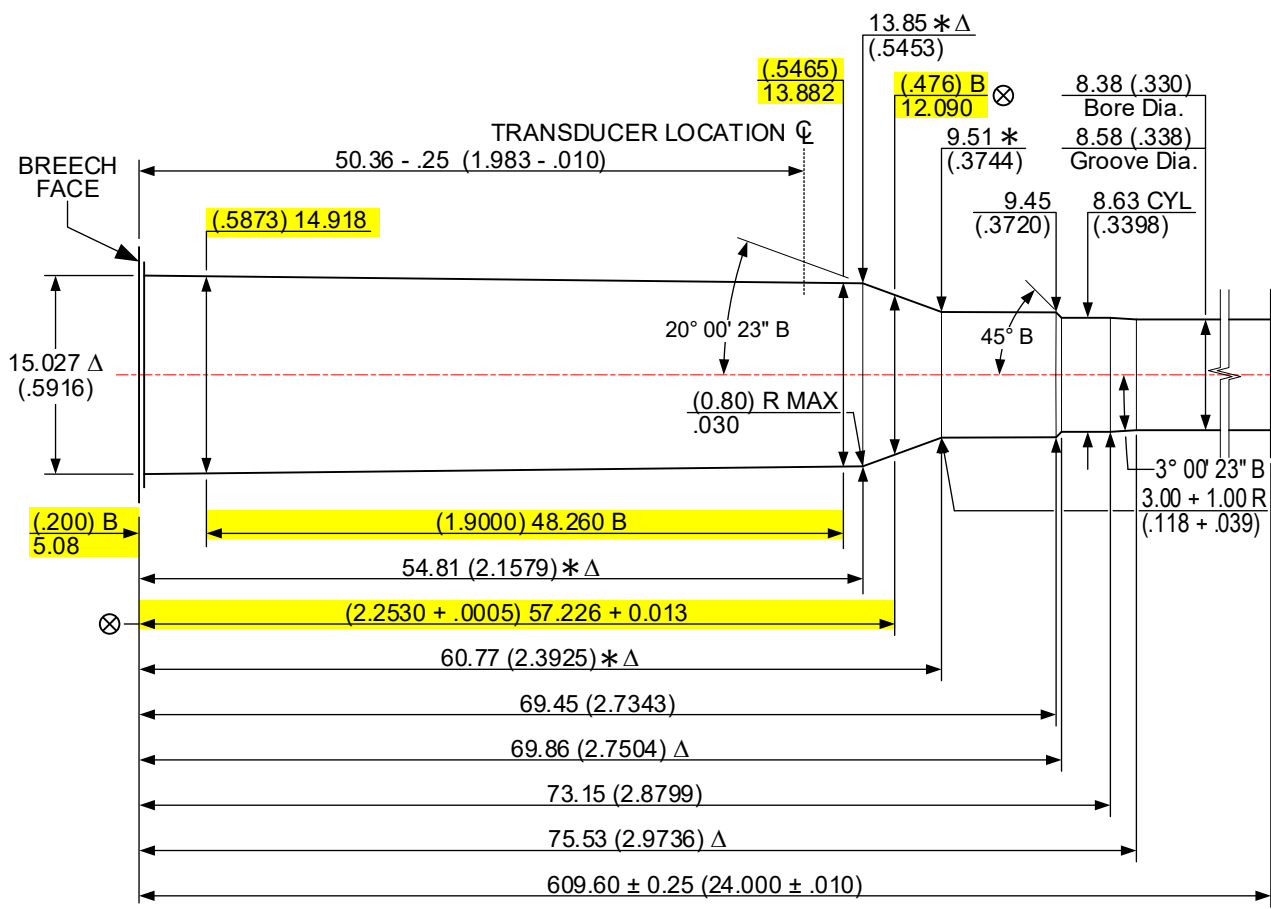 13.85 * Δ
(.5453)
(.5465)
13.882
(.476) B ⊗
12.090
8.38 (.330)
Bore Dia.
8.58 (.338)
Groove Dia.
TRANSDUCER LOCATION ℄
50.36 - .25 (1.983 - .010)
9.51 *
(.3744)
BREECH
FACE
9.45
(.3720)
8.63 CYL
(.3398)
(.5873) 14.918
20° 00' 23" B
45° B
15.027 Δ
(.5916)
(0.80) R MAX
.030
3° 00' 23" B
3.00 + 1.00 R
(.118 + .039)
(.200) B
5.08
(1.9000) 48.260 B
54.81 (2.1579) * Δ
⊗ (2.2530 + .0005) 57.226 + 0.013
60.77 (2.3925) * Δ
69.45 (2.7343)
69.86 (2.7504) Δ
73.15 (2.8799)
75.53 (2.9736) Δ
609.60 ± 0.25 (24.000 ± .010)